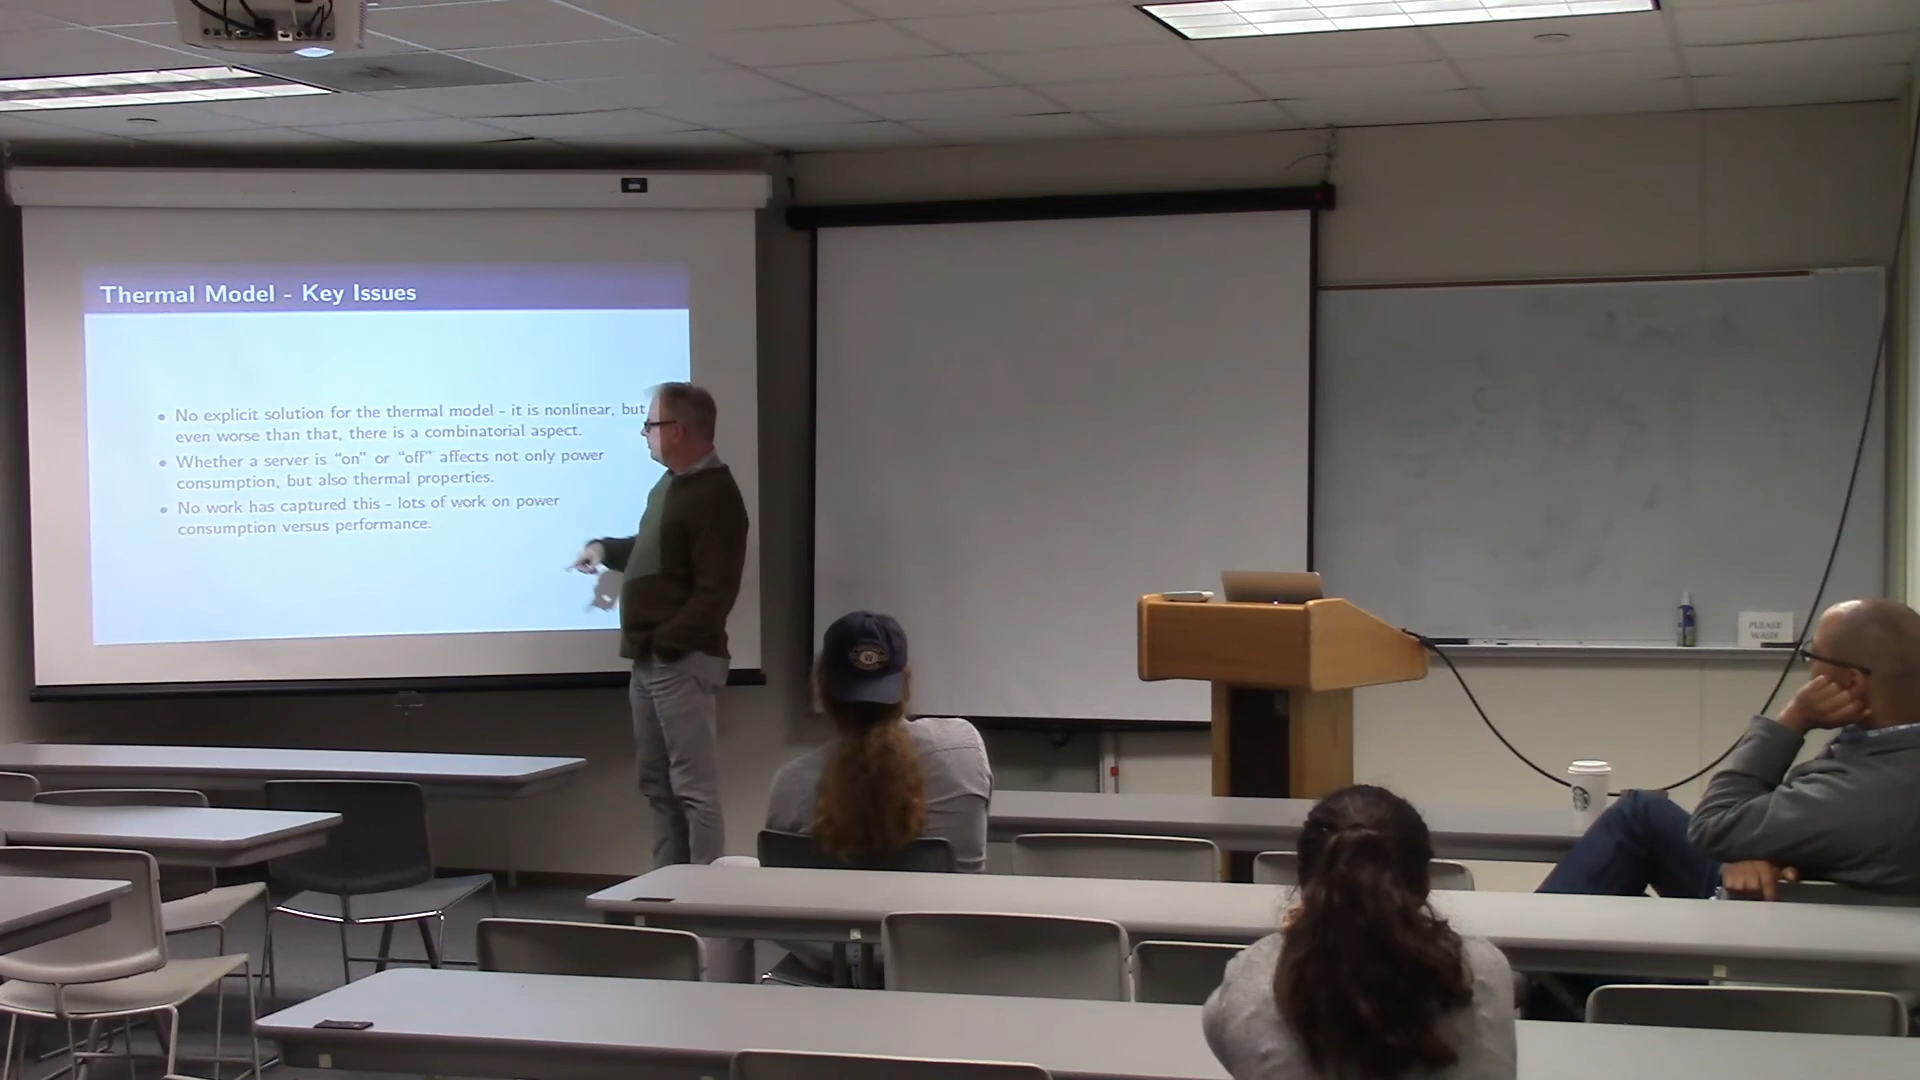 Thermal Model - Key Issues
• No explicit solution for the thermal model - it is nonlinear, but
even worse than that, there is a combinatorial aspect.
• Whether a server is “on” or “off” affects not only power
consumption, but also thermal properties.
• No work has captured this - lots of work on power
consumption versus performance.
PLEASE
WASH
W